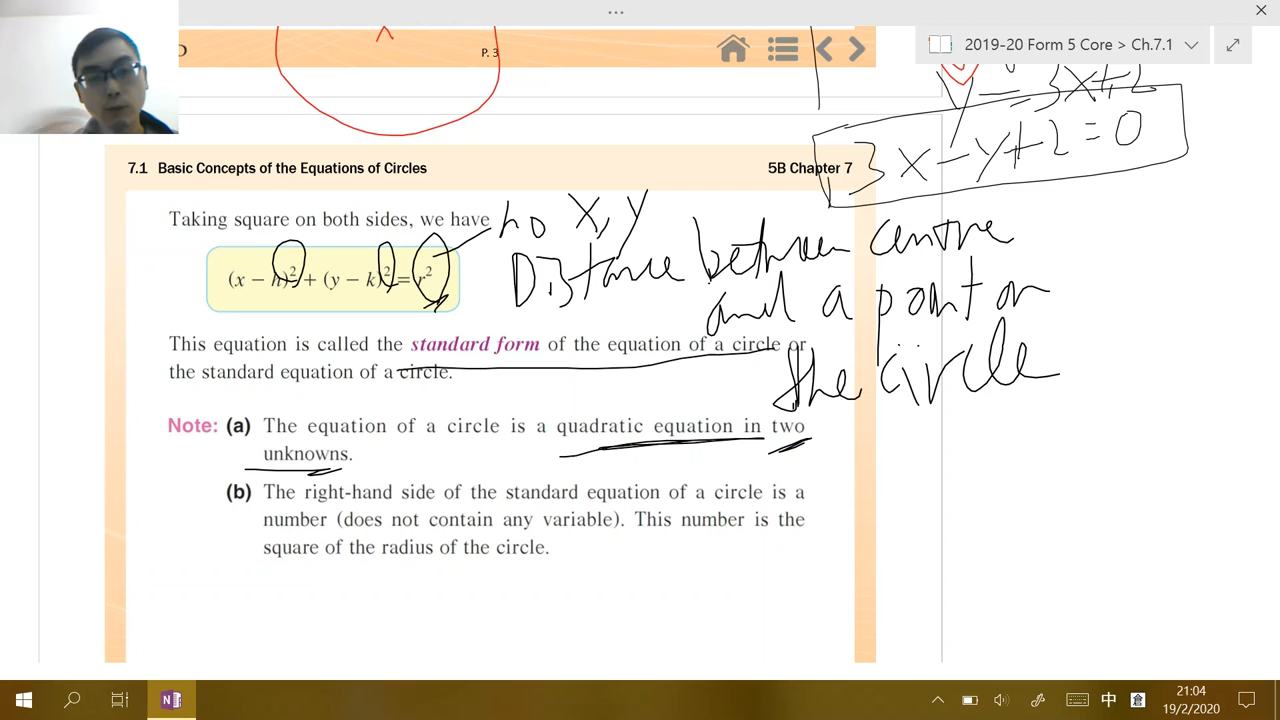 D
P. 3
2019-20 Form 5 Core > Ch.7.1
y = 3x+2
3x-y+2=0
7.1 Basic Concepts of the Equations of Circles
5B Chapter 7
Taking square on both sides, we have
no x, y
(x – h)² + (y – k)² = r²
Distance between centre
and a point on
the circle
This equation is called the standard form of the equation of a circle or
the standard equation of a circle.
Note: (a) The equation of a circle is a quadratic equation in two
unknowns.
(b) The right-hand side of the standard equation of a circle is a
number (does not contain any variable). This number is the
square of the radius of the circle.
N
中
倉
21:04
19/2/2020